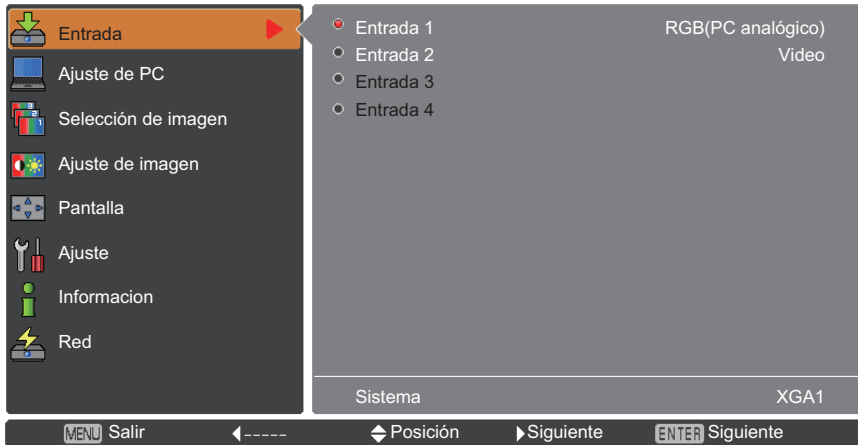 Entrada
Ajuste de PC
Selección de imagen
Ajuste de imagen
Pantalla
Ajuste
Informacion
Red
Entrada 1 RGB(PC analógico)
Entrada 2 Video
Entrada 3
Entrada 4
Sistema XGA1
MENU Salir ----- Posición Siguiente ENTER Siguiente